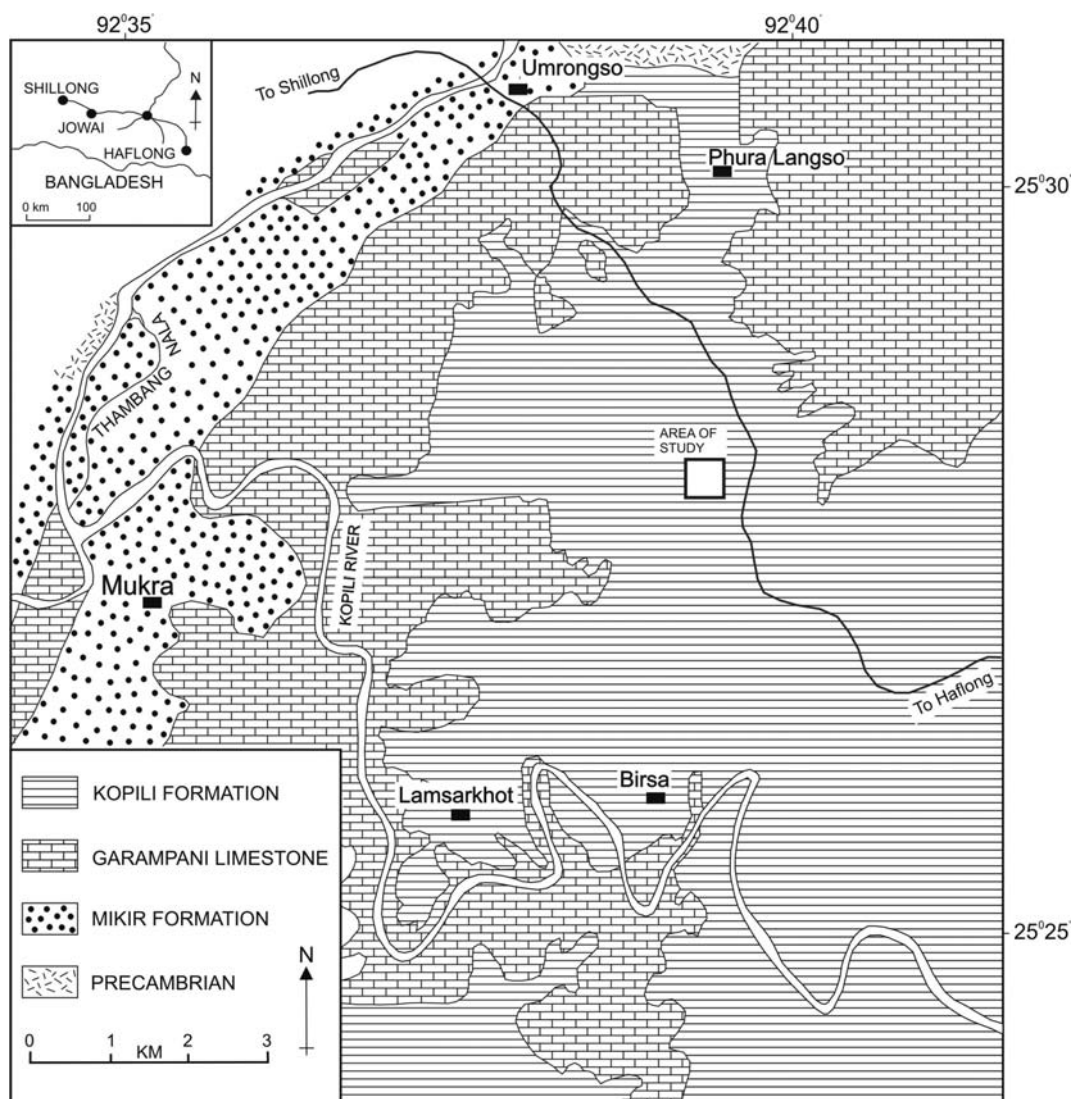 92°35'
92°40'
SHILLONG
JOWAI
HAFLONG
BANGLADESH
0 km 100
N
To Shillong
Umrongso
Phura Langso
25°30'
THAMBANG NALA
AREA OF
STUDY
KOPILI RIVER
Mukra
To Haflong
Lamsarkhot
Birsa
25°25'
KOPILI FORMATION
GARAMPANI LIMESTONE
MIKIR FORMATION
PRECAMBRIAN
N
0 1 2 3
KM